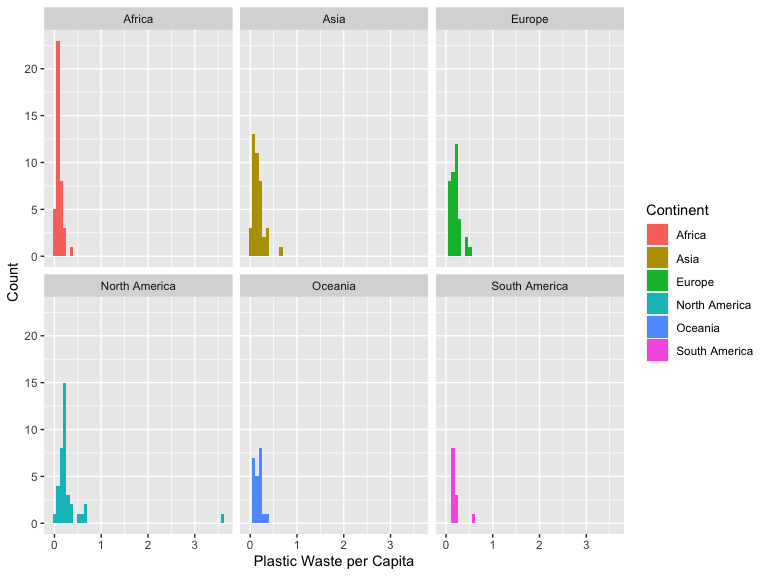 Africa
Asia
Europe
20
15
10
5
0
North America
Oceania
South America
20
15
10
5
0
0 1 2 3
0 1 2 3
0 1 2 3
Count
Plastic Waste per Capita
Continent
Africa
Asia
Europe
North America
Oceania
South America